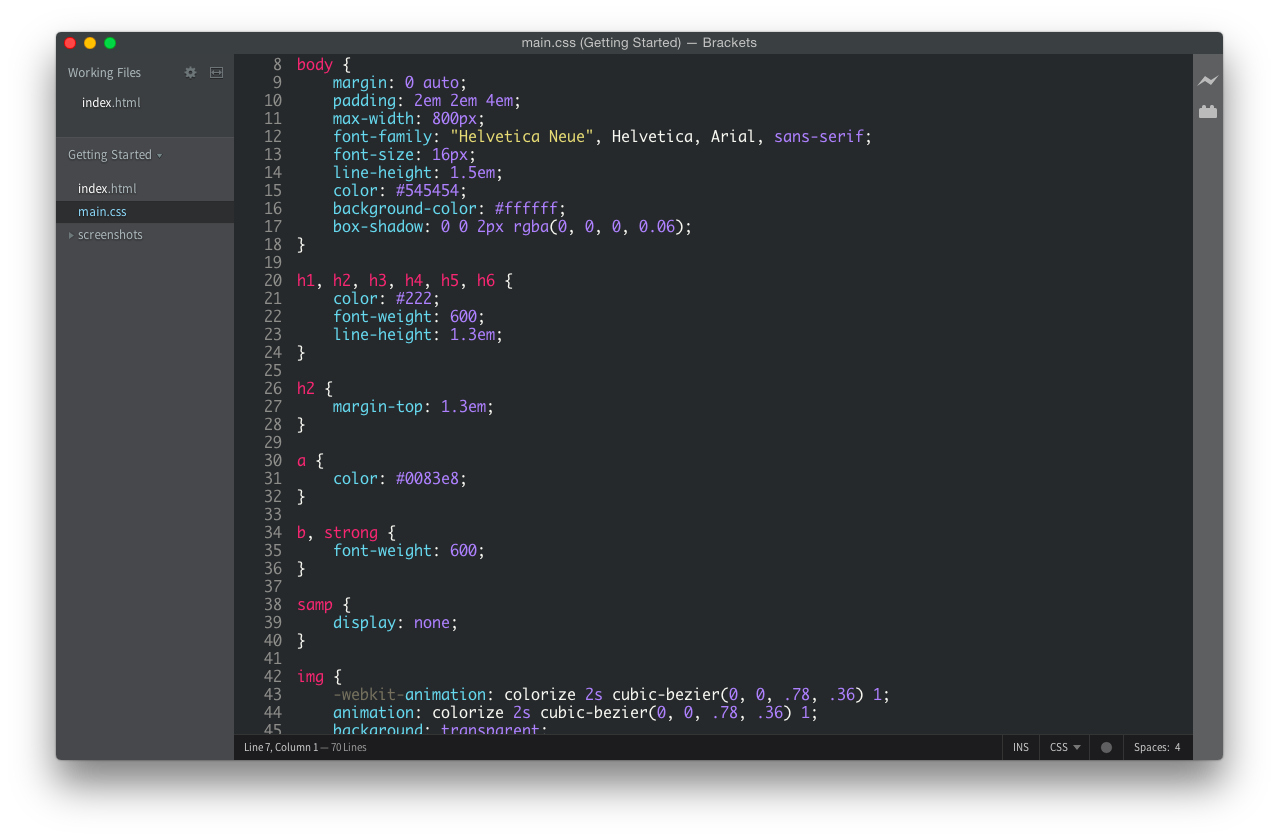 main.css (Getting Started) — Brackets
Working Files
index.html
Getting Started
index.html
main.css
screenshots
8 body {
9     margin: 0 auto;
10     padding: 2em 2em 4em;
11     max-width: 800px;
12     font-family: "Helvetica Neue", Helvetica, Arial, sans-serif;
13     font-size: 16px;
14     line-height: 1.5em;
15     color: #545454;
16     background-color: #ffffff;
17     box-shadow: 0 0 2px rgba(0, 0, 0, 0.06);
18 }
19
20 h1, h2, h3, h4, h5, h6 {
21     color: #222;
22     font-weight: 600;
23     line-height: 1.3em;
24 }
25
26 h2 {
27     margin-top: 1.3em;
28 }
29
30 a {
31     color: #0083e8;
32 }
33
34 b, strong {
35     font-weight: 600;
36 }
37
38 samp {
39     display: none;
40 }
41
42 img {
43     -webkit-animation: colorize 2s cubic-bezier(0, 0, .78, .36) 1;
44     animation: colorize 2s cubic-bezier(0, 0, .78, .36) 1;
45     background: transparent;
Line 7, Column 1 — 70 Lines
INS
CSS
Spaces: 4